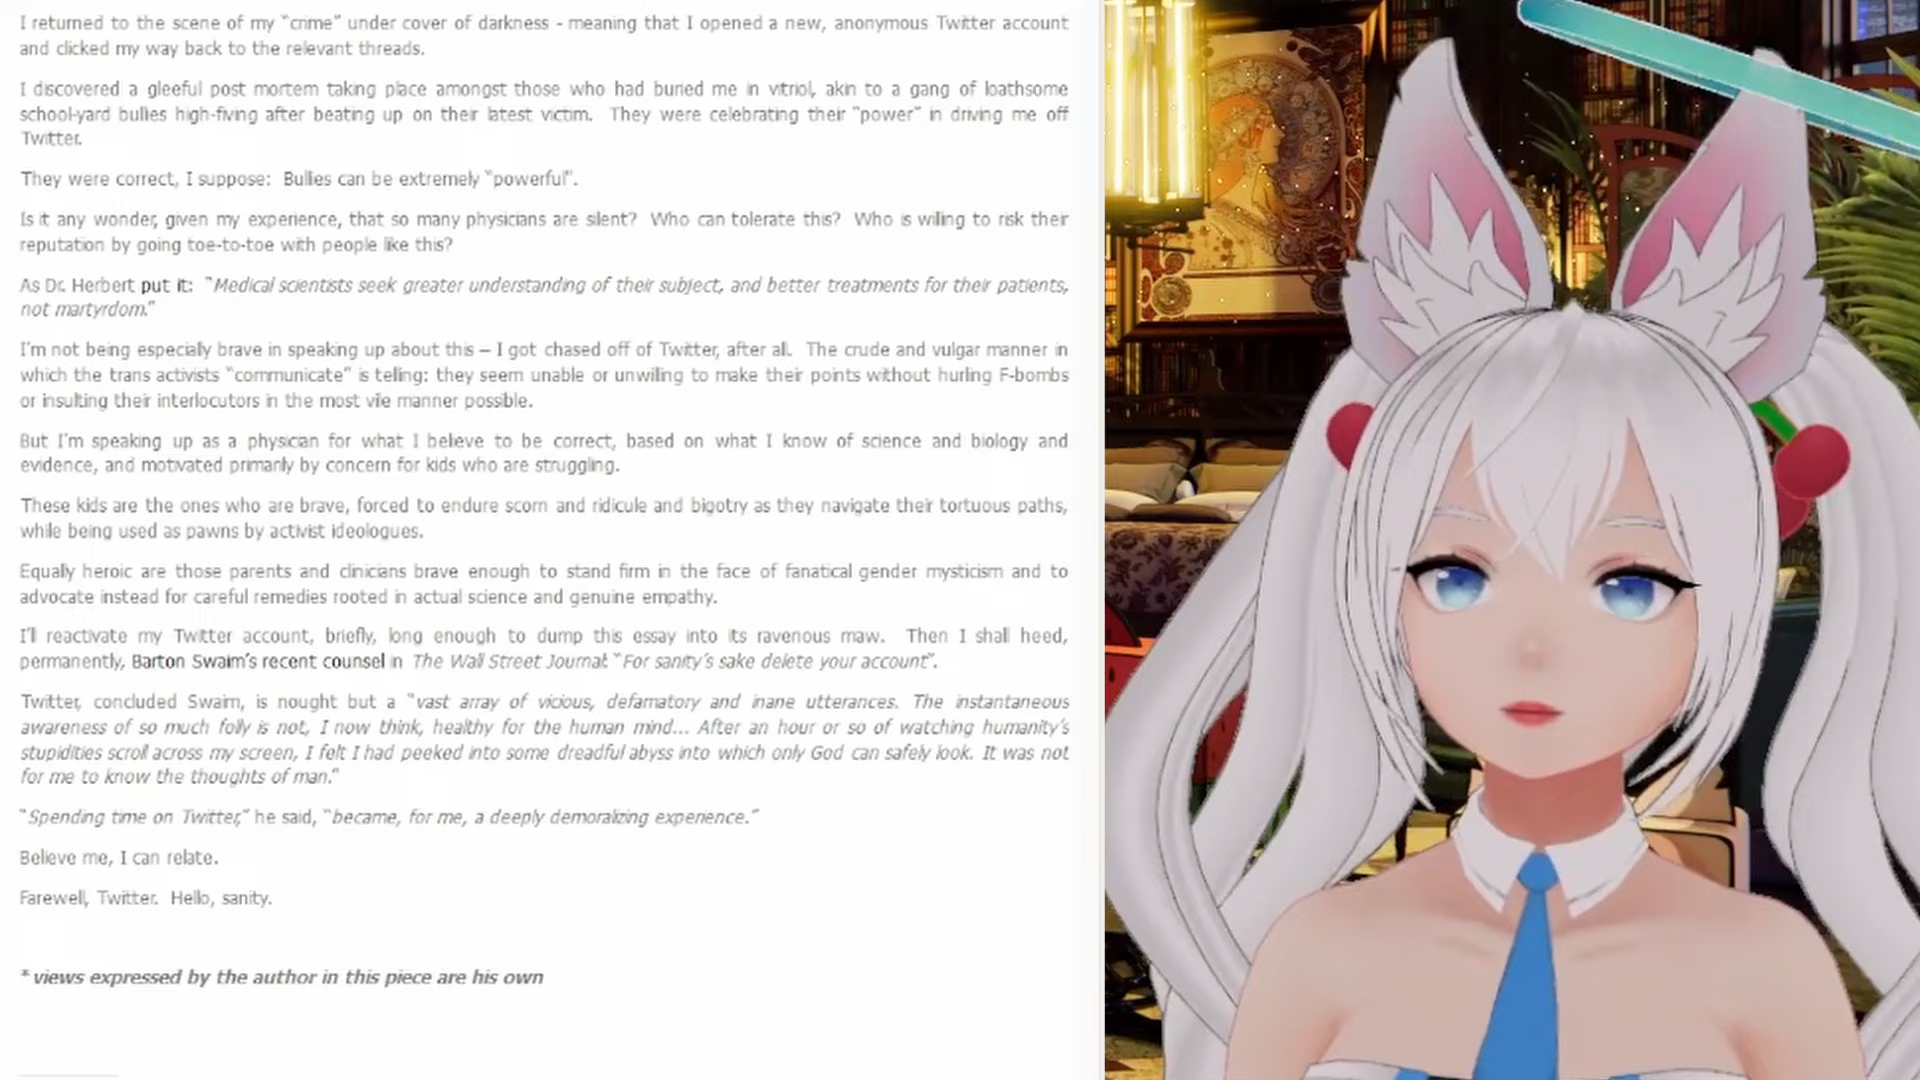 I returned to the scene of my "crime" under cover of darkness - meaning that I opened a new, anonymous Twitter account
and clicked my way back to the relevant threads.
I discovered a gleeful post mortem taking place amongst those who had buried me in vitriol, akin to a gang of loathsome
school-yard bullies high-fiving after beating up on their latest victim. They were celebrating their "power" in driving me off
Twitter.
They were correct, I suppose: Bullies can be extremely "powerful".
Is it any wonder, given my experience, that so many physicians are silent? Who can tolerate this? Who is willing to risk their
reputation by going toe-to-toe with people like this?
As Dr. Herbert put it: "Medical scientists seek greater understanding of their subject, and better treatments for their patients,
not martyrdom."
I'm not being especially brave in speaking up about this – I got chased off of Twitter, after all. The crude and vulgar manner in
which the trans activists "communicate" is telling: they seem unable or unwilling to make their points without hurling F-bombs
or insulting their interlocutors in the most vile manner possible.
But I'm speaking up as a physician for what I believe to be correct, based on what I know of science and biology and
evidence, and motivated primarily by concern for kids who are struggling.
These kids are the ones who are brave, forced to endure scorn and ridicule and bigotry as they navigate their tortuous paths,
while being used as pawns by activist ideologues.
Equally heroic are those parents and clinicians brave enough to stand firm in the face of fanatical gender mysticism and to
advocate instead for careful remedies rooted in actual science and genuine empathy.
I'll reactivate my Twitter account, briefly, long enough to dump this essay into its ravenous maw. Then I shall heed,
permanently, Barton Swaim's recent counsel in The Wall Street Journal: "For sanity's sake delete your account".
Twitter, concluded Swaim, is nought but a "vast array of vicious, defamatory and inane utterances. The instantaneous
awareness of so much folly is not, I now think, healthy for the human mind... After an hour or so of watching humanity's
stupidities scroll across my screen, I felt I had peeked into some dreadful abyss into which only God can safely look. It was not
for me to know the thoughts of man."
"Spending time on Twitter," he said, "became, for me, a deeply demoralizing experience."
Believe me, I can relate.
Farewell, Twitter. Hello, sanity.
* views expressed by the author in this piece are his own